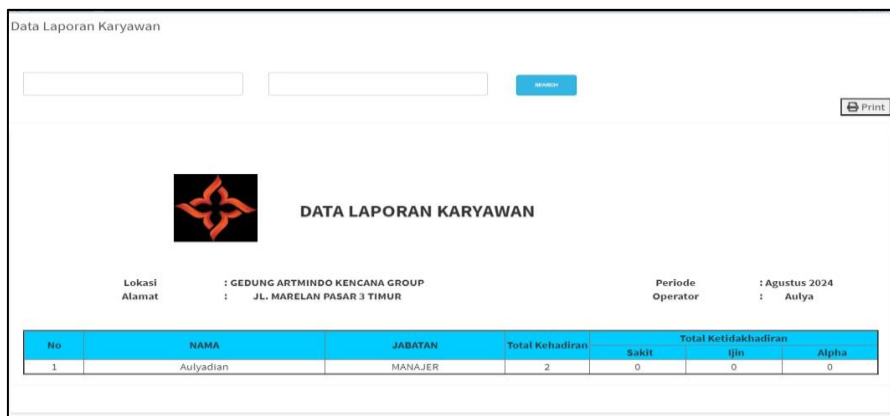 Data Laporan Karyawan
SEARCH
Print
DATA LAPORAN KARYAWAN
Lokasi : GEDUNG ARTMINDO KENCANA GROUP Periode : Agustus 2024
Alamat : JL. MARELAN PASAR 3 TIMUR Operator : Aulya
No NAMA JABATAN Total Kehadiran Total Ketidakhadiran
Sakit Ijin Alpha
1 Aulyadian MANAJER 2 0 0 0